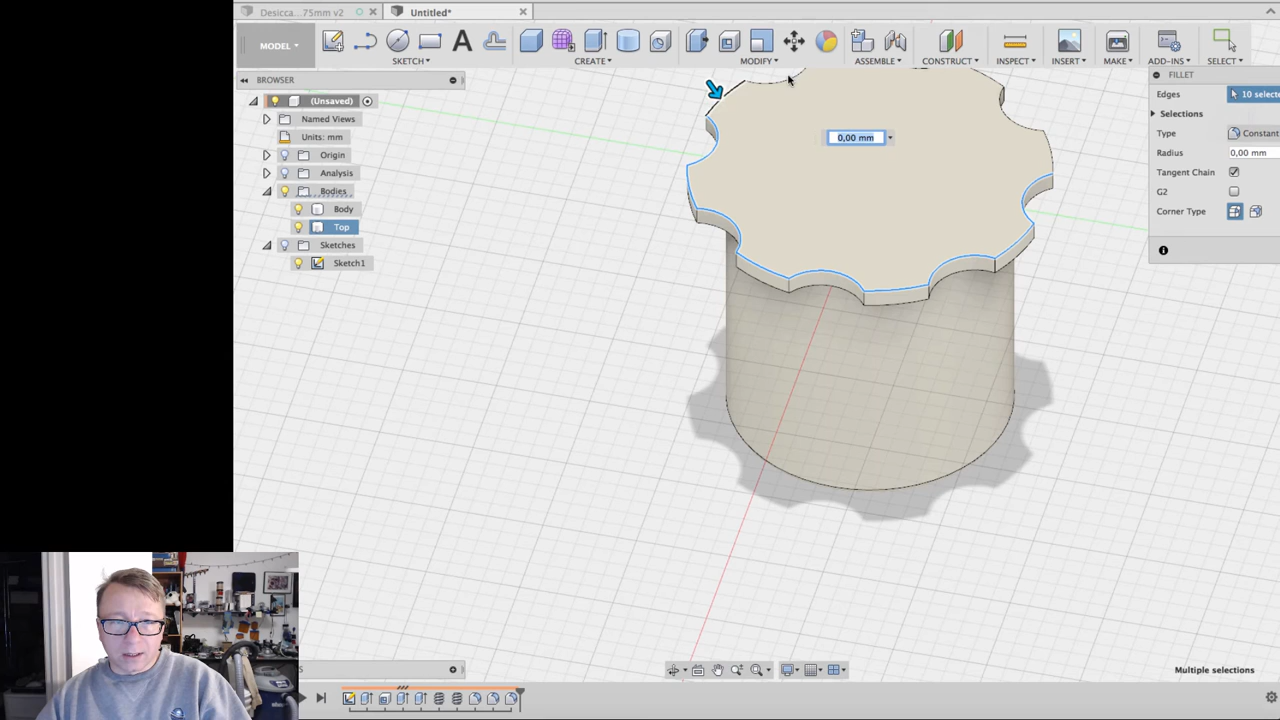 Desicca...75mm v2
Untitled*
MODEL
SKETCH
CREATE
MODIFY
ASSEMBLE
CONSTRUCT
INSPECT
INSERT
MAKE
ADD-INS
SELECT
BROWSER
(Unsaved)
Named Views
Units: mm
Origin
Analysis
Bodies
Body
Top
Sketches
Sketch1
0,00 mm
FILLET
Edges
10 selecte
Selections
Type
Constant
Radius
0,00 mm
Tangent Chain
G2
Corner Type
S
Multiple selections